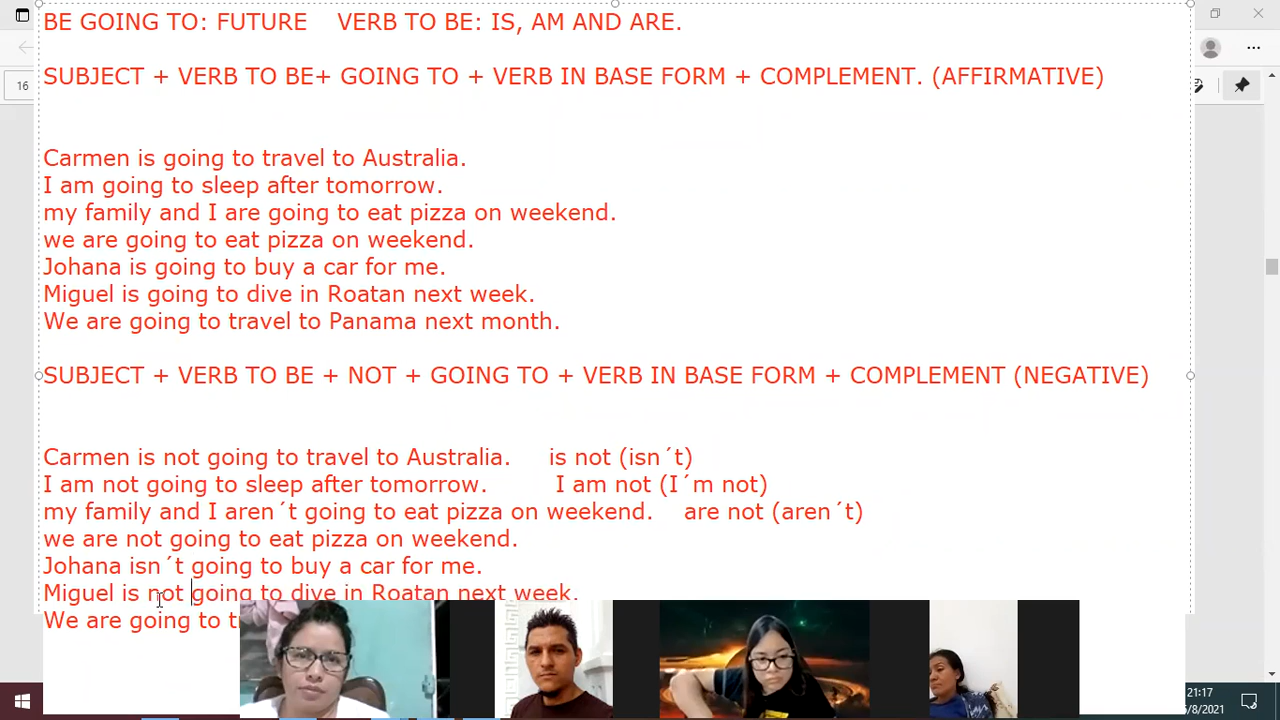 BE GOING TO: FUTURE    VERB TO BE: IS, AM AND ARE.
SUBJECT + VERB TO BE+ GOING TO + VERB IN BASE FORM + COMPLEMENT. (AFFIRMATIVE)
16
Carmen is going to travel to Australia.
I am going to sleep after tomorrow.
my family and I are going to eat pizza on weekend.
we are going to eat pizza on weekend.
Johana is going to buy a car for me.
Miguel is going to dive in Roatan next week.
We are going to travel to Panama next month.
SUBJECT + VERB TO BE + NOT + GOING TO + VERB IN BASE FORM + COMPLEMENT (NEGATIVE)
Carmen is not going to travel to Australia.    is not (isn´t)
I am not going to sleep after tomorrow.    I am not (I´m not)
my family and I aren´t going to eat pizza on weekend.    are not (aren´t)
we are not going to eat pizza on weekend.
Johana isn´t going to buy a car for me.
Miguel is not going to dive in Roatan next week.
We are going to
21:17
5/8/2021